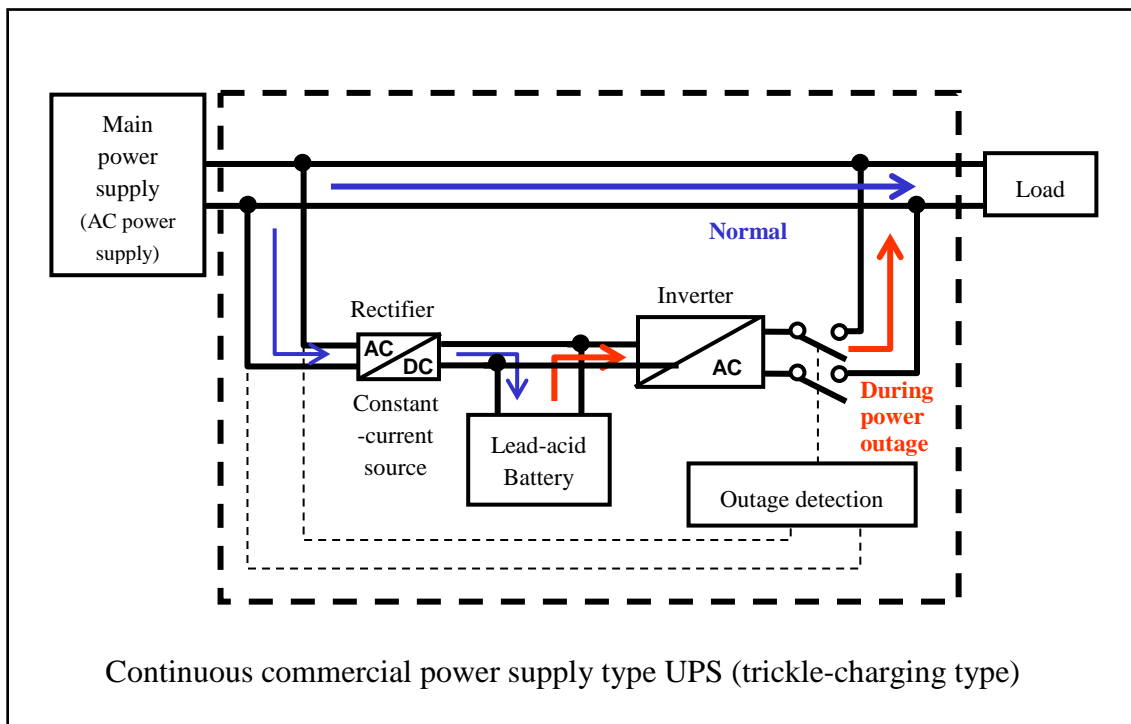 Main
power
supply
(AC power
supply)
Load
Normal
Rectifier
AC
DC
Constant
-current
source
Inverter
AC
Lead-acid
Battery
During
power
outage
Outage detection
Continuous commercial power supply type UPS (trickle-charging type)